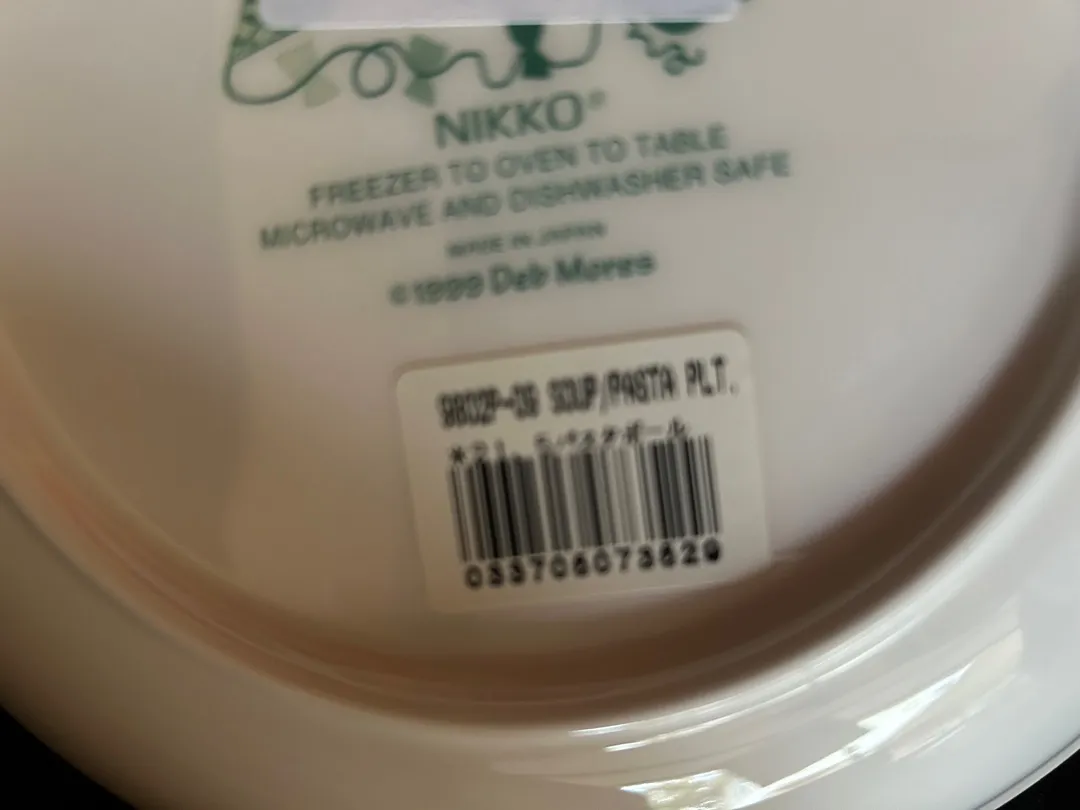 NIKKO®
FREEZER TO OVEN TO TABLE
MICROWAVE AND DISHWASHER SAFE
MADE IN JAPAN
©1999 Deb Mores
SOUP/PASTA PLT.